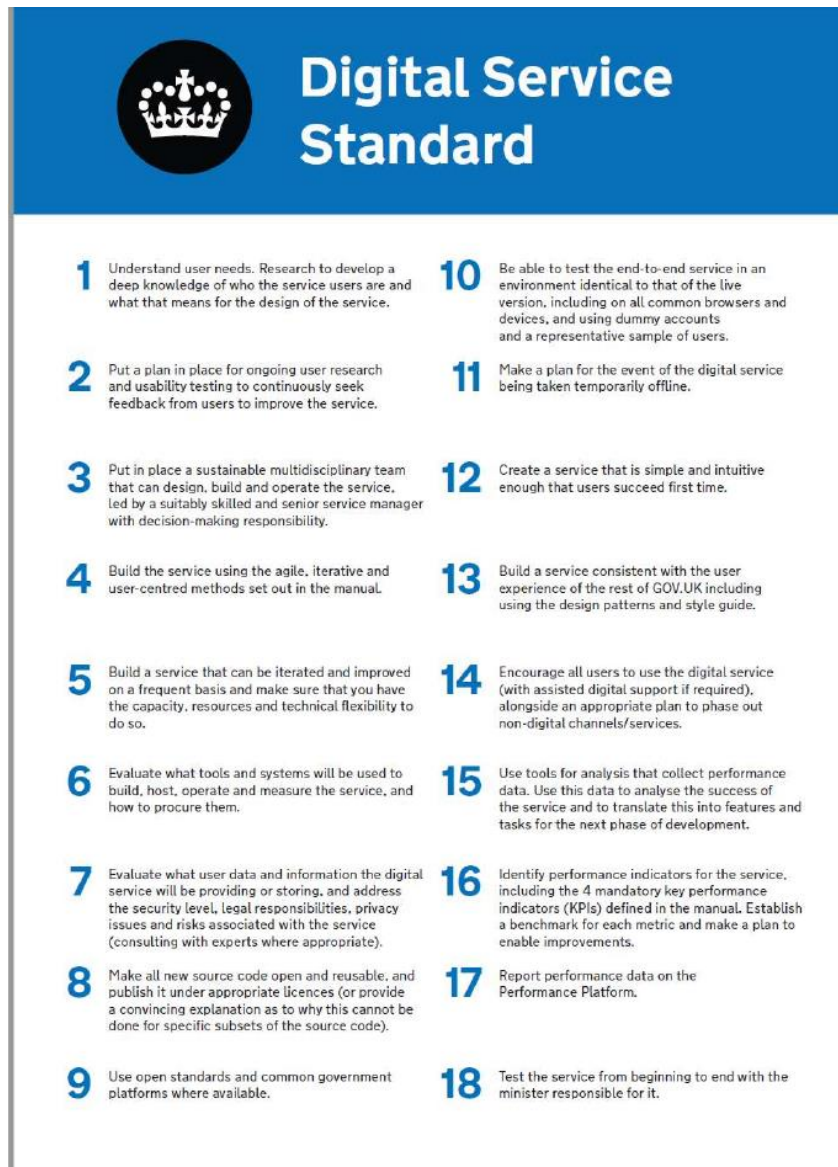 Digital Service
Standard
1
Understand user needs. Research to develop a
deep knowledge of who the service users are and
what that means for the design of the service.
2
Put a plan in place for ongoing user research
and usability testing to continuously seek
feedback from users to improve the service.
3
Put in place a sustainable multidisciplinary team
that can design, build and operate the service,
led by a suitably skilled and senior service manager
with decision-making responsibility.
4
Build the service using the agile, iterative and
user-centred methods set out in the manual.
5
Build a service that can be iterated and improved
on a frequent basis and make sure that you have
the capacity, resources and technical flexibility to
do so.
6
Evaluate what tools and systems will be used to
build, host, operate and measure the service, and
how to procure them.
7
Evaluate what user data and information the digital
service will be providing or storing, and address
the security level, legal responsibilities, privacy
issues and risks associated with the service
(consulting with experts where appropriate).
8
Make all new source code open and reusable, and
publish it under appropriate licences (or provide
a convincing explanation as to why this cannot be
done for specific subsets of the source code).
9
Use open standards and common government
platforms where available.
10
Be able to test the end-to-end service in an
environment identical to that of the live
version, including on all common browsers and
devices, and using dummy accounts
and a representative sample of users.
11
Make a plan for the event of the digital service
being taken temporarily offline.
12
Create a service that is simple and intuitive
enough that users succeed first time.
13
Build a service consistent with the user
experience of the rest of GOV.UK including
using the design patterns and style guide.
14
Encourage all users to use the digital service
(with assisted digital support if required),
alongside an appropriate plan to phase out
non-digital channels/services.
15
Use tools for analysis that collect performance
data. Use this data to analyse the success of
the service and to translate this into features and
tasks for the next phase of development.
16
Identify performance indicators for the service,
including the 4 mandatory key performance
indicators (KPIs) defined in the manual. Establish
a benchmark for each metric and make a plan to
enable improvements.
17
Report performance data on the
Performance Platform.
18
Test the service from beginning to end with the
minister responsible for it.